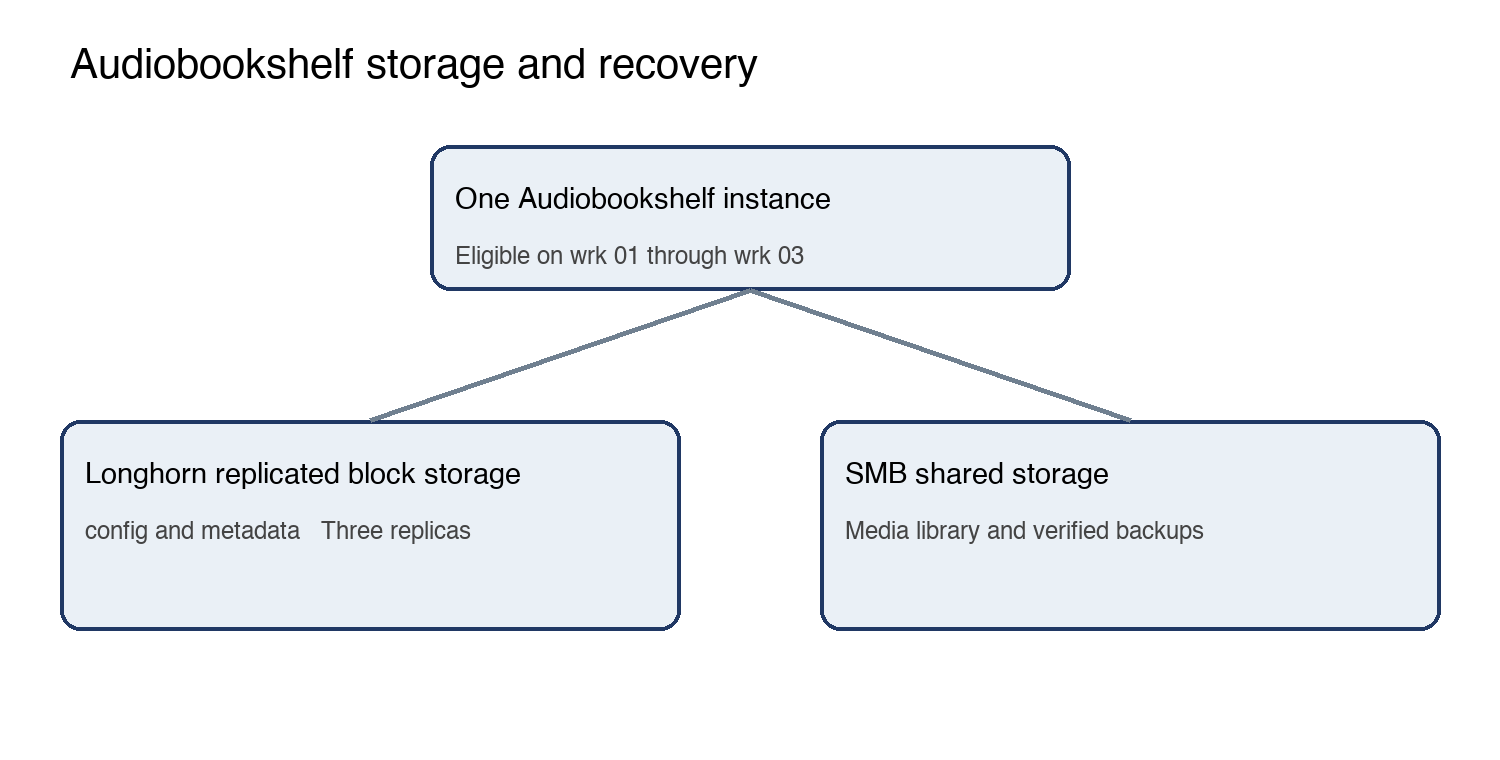 Audiobookshelf storage and recovery
One Audiobookshelf instance
Eligible on wrk 01 through wrk 03
Longhorn replicated block storage
config and metadata   Three replicas
SMB shared storage
Media library and verified backups